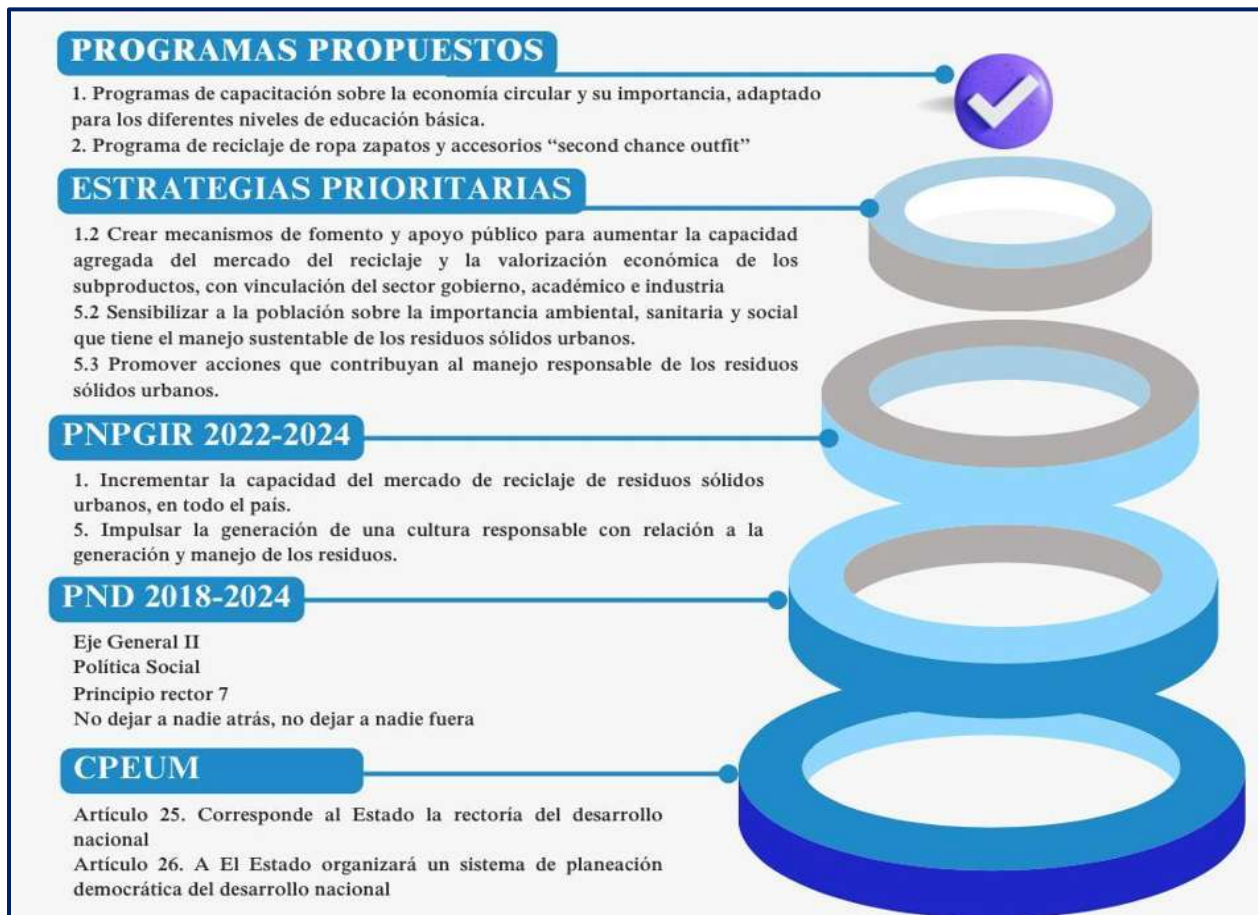 PROGRAMAS PROPUESTOS
1. Programas de capacitación sobre la economía circular y su importancia, adaptado
para los diferentes niveles de educación básica.
2. Programa de reciclaje de ropa zapatos y accesorios “second chance outfit”
ESTRATEGIAS PRIORITARIAS
1.2 Crear mecanismos de fomento y apoyo público para aumentar la capacidad
agregada del mercado del reciclaje y la valorización económica de los
subproductos, con vinculación del sector gobierno, académico e industria
5.2 Sensibilizar a la población sobre la importancia ambiental, sanitaria y social
que tiene el manejo sustentable de los residuos sólidos urbanos.
5.3 Promover acciones que contribuyan al manejo responsable de los residuos
sólidos urbanos.
PNPGIR 2022-2024
1. Incrementar la capacidad del mercado de reciclaje de residuos sólidos
urbanos, en todo el país.
5. Impulsar la generación de una cultura responsable con relación a la
generación y manejo de los residuos.
PND 2018-2024
Eje General II
Política Social
Principio rector 7
No dejar a nadie atrás, no dejar a nadie fuera
CPEUM
Artículo 25. Corresponde al Estado la rectoría del desarrollo
nacional
Artículo 26. A El Estado organizará un sistema de planeación
democrática del desarrollo nacional